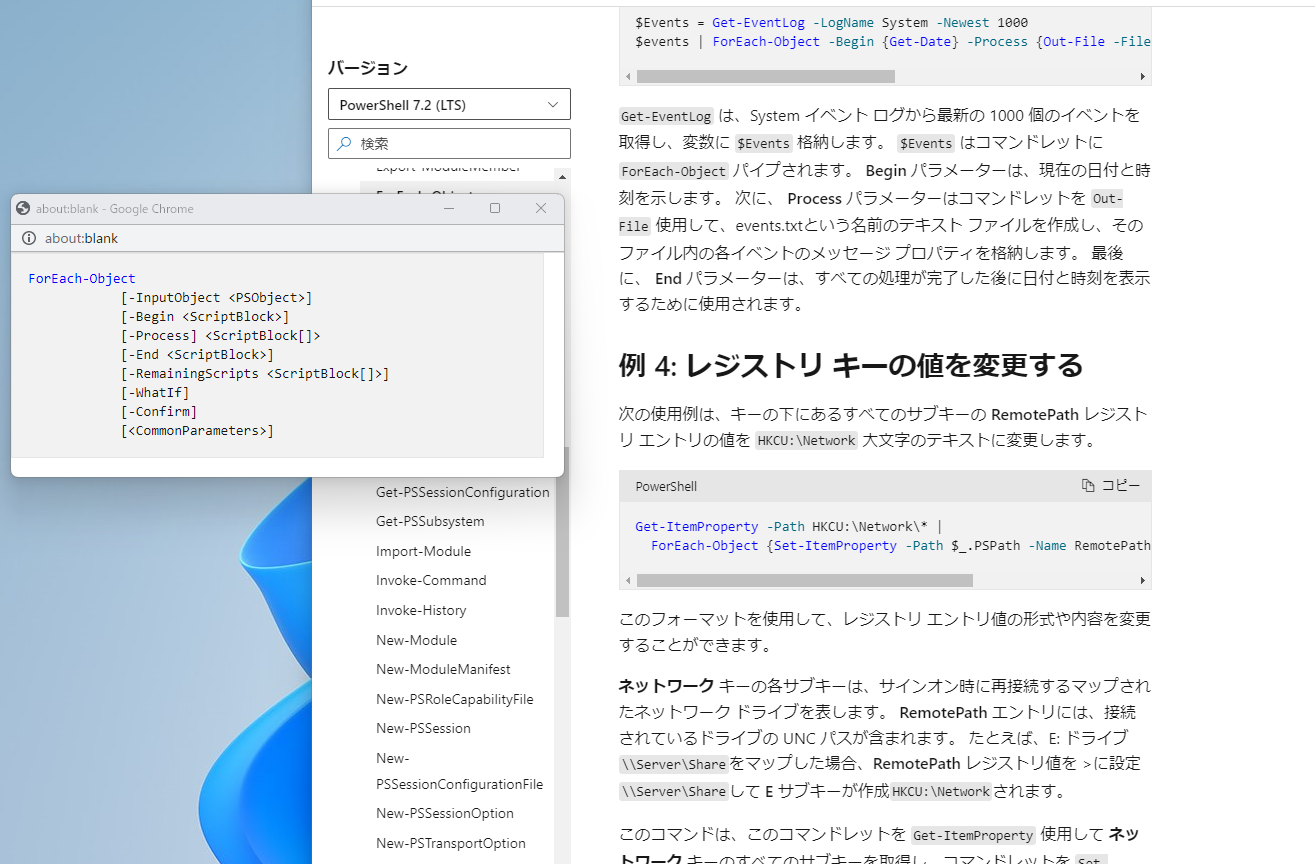 バージョン
PowerShell 7.2 (LTS)
検索
Export-ModuleMember
about:blank - Google Chrome
about:blank
ForEach-Object
[-InputObject <PSObject>]
[-Begin <ScriptBlock>]
[-Process] <ScriptBlock[]>
[-End <ScriptBlock>]
[-RemainingScripts <ScriptBlock[]>]
[-WhatIf]
[-Confirm]
[<CommonParameters>]
Get-PSSessionConfiguration
Get-PSSubsystem
Import-Module
Invoke-Command
Invoke-History
New-Module
New-ModuleManifest
New-PSRoleCapabilityFile
New-PSSession
New-
PSSessionConfigurationFile
New-PSSessionOption
New-PSTransportOption
$Events = Get-EventLog -LogName System -Newest 1000
$events | ForEach-Object -Begin {Get-Date} -Process {Out-File -File
Get-EventLog は、System イベント ログから最新の 1000 個のイベントを
取得し、変数に $Events 格納します。 $Events はコマンドレットに
ForEach-Object パイプされます。 Begin パラメーターは、現在の日付と時
刻を示します。 次に、 Process パラメーターはコマンドレットを Out-
File 使用して、events.txtという名前のテキスト ファイルを作成し、その
ファイル内の各イベントのメッセージ プロパティを格納します。 最後
に、 End パラメーターは、すべての処理が完了した後に日付と時刻を表示
するために使用されます。
例 4: レジストリ キーの値を変更する
次の使用例は、キーの下にあるすべてのサブキーの RemotePath レジスト
リ エントリの値を HKCU:\Network 大文字のテキストに変更します。
PowerShell
コピー
Get-ItemProperty -Path HKCU:\Network\* |
ForEach-Object {Set-ItemProperty -Path $_.PSPath -Name RemotePath
このフォーマットを使用して、レジストリ エントリ値の形式や内容を変更
することができます。
ネットワーク キーの各サブキーは、サインオン時に再接続するマップされ
たネットワーク ドライブを表します。 RemotePath エントリには、接続
されているドライブの UNC パスが含まれます。 たとえば、E: ドライブ
\\Server\Shareをマップした場合、RemotePath レジストリ値を >に設定
\\Server\Shareして E サブキーが作成HKCU:\Networkされます。
このコマンドは、このコマンドレットを Get-ItemProperty 使用して ネッ
トワーク キーのすべてのサブキーを取得し、コマンドレットを Set-